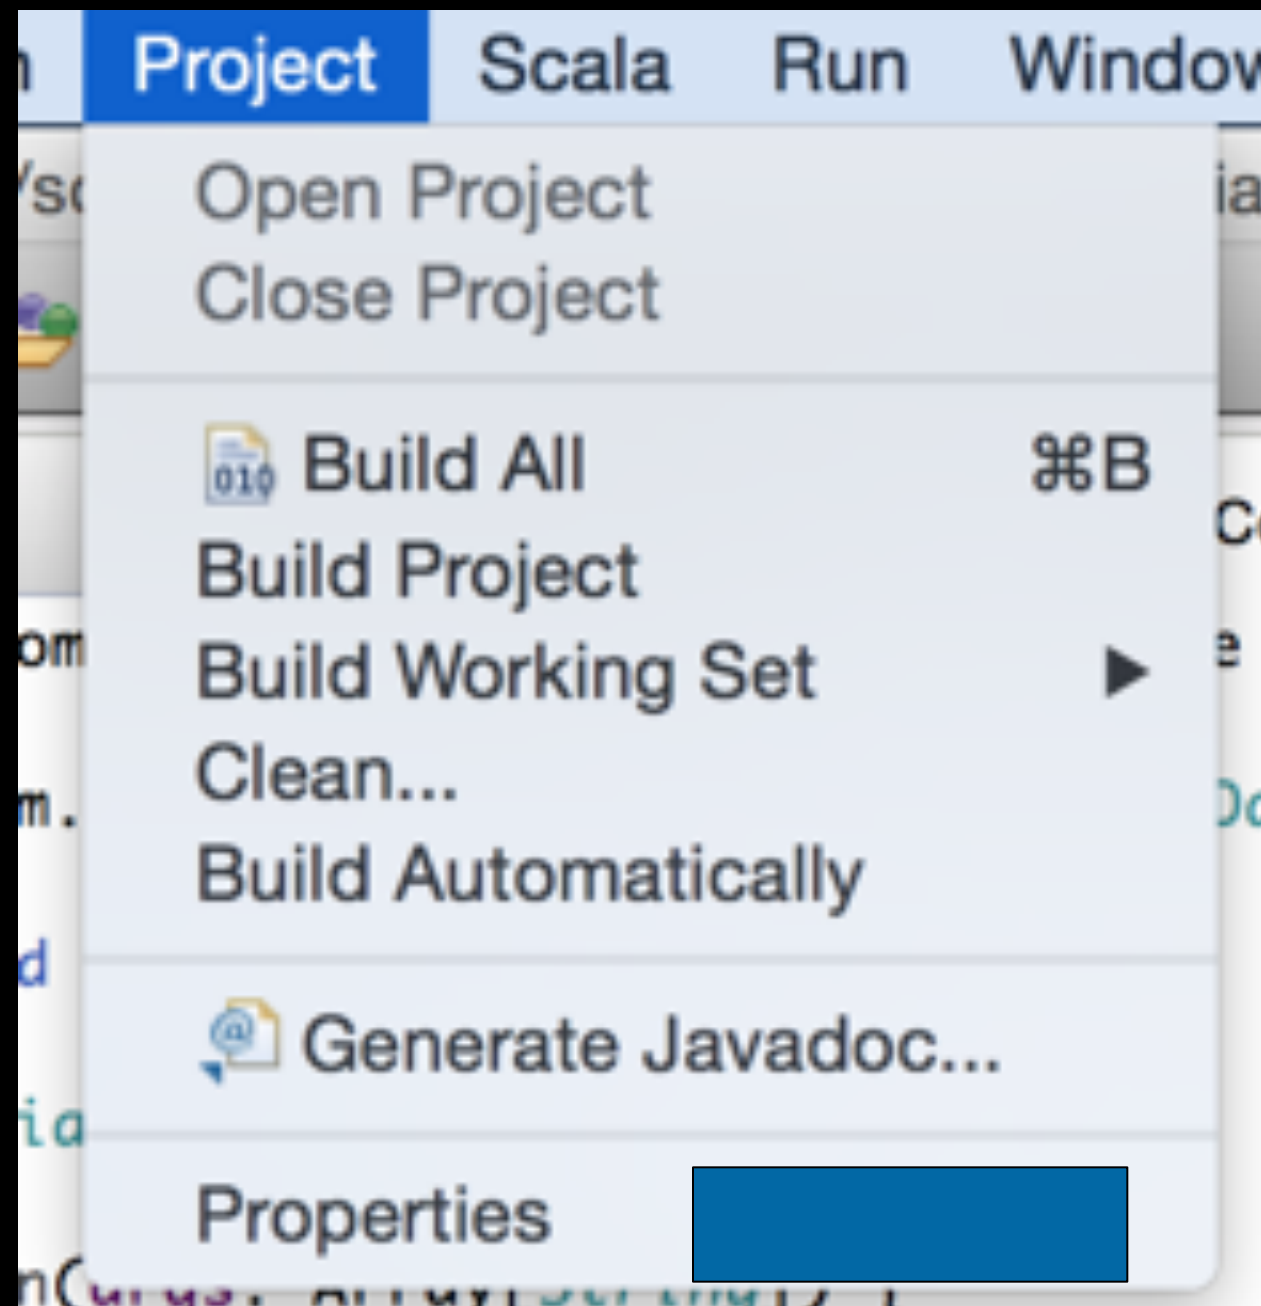 Project Scala Run
Open Project
Close Project
010 Build All ⌘B
Build Project
Build Working Set
Clean...
Build Automatically
@ Generate Javadoc...
Properties